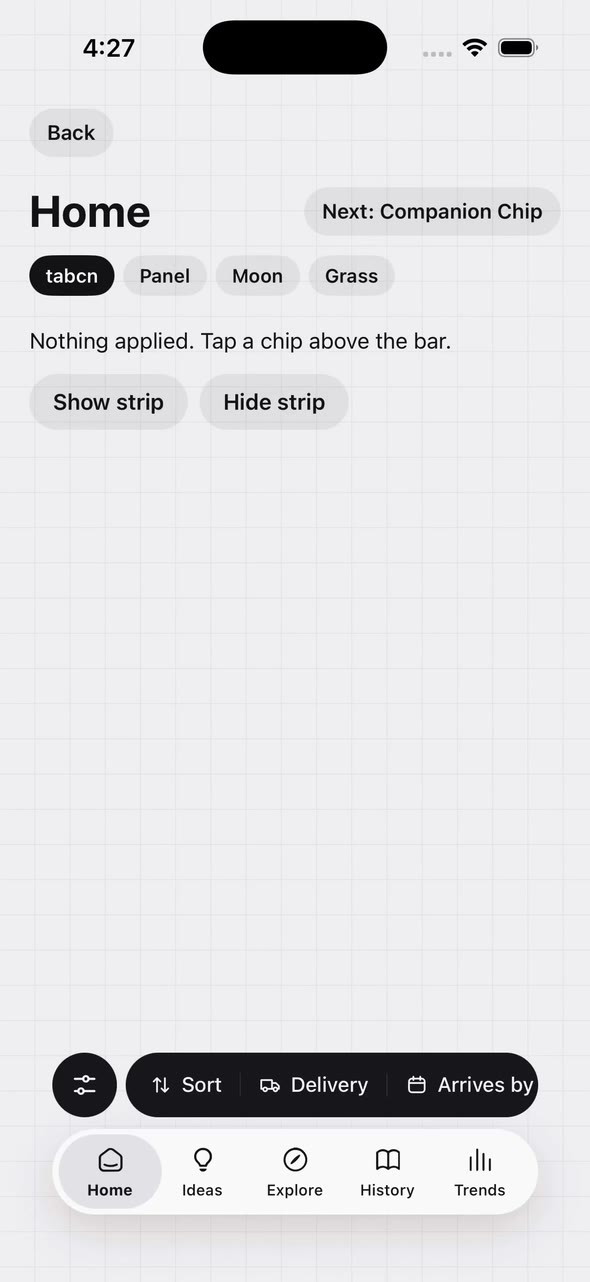 4:27
Back
Home
Next: Companion Chip
tabcn Panel Moon Grass
Nothing applied. Tap a chip above the bar.
Show strip Hide strip
Sort Delivery Arrives by
Home Ideas Explore History Trends